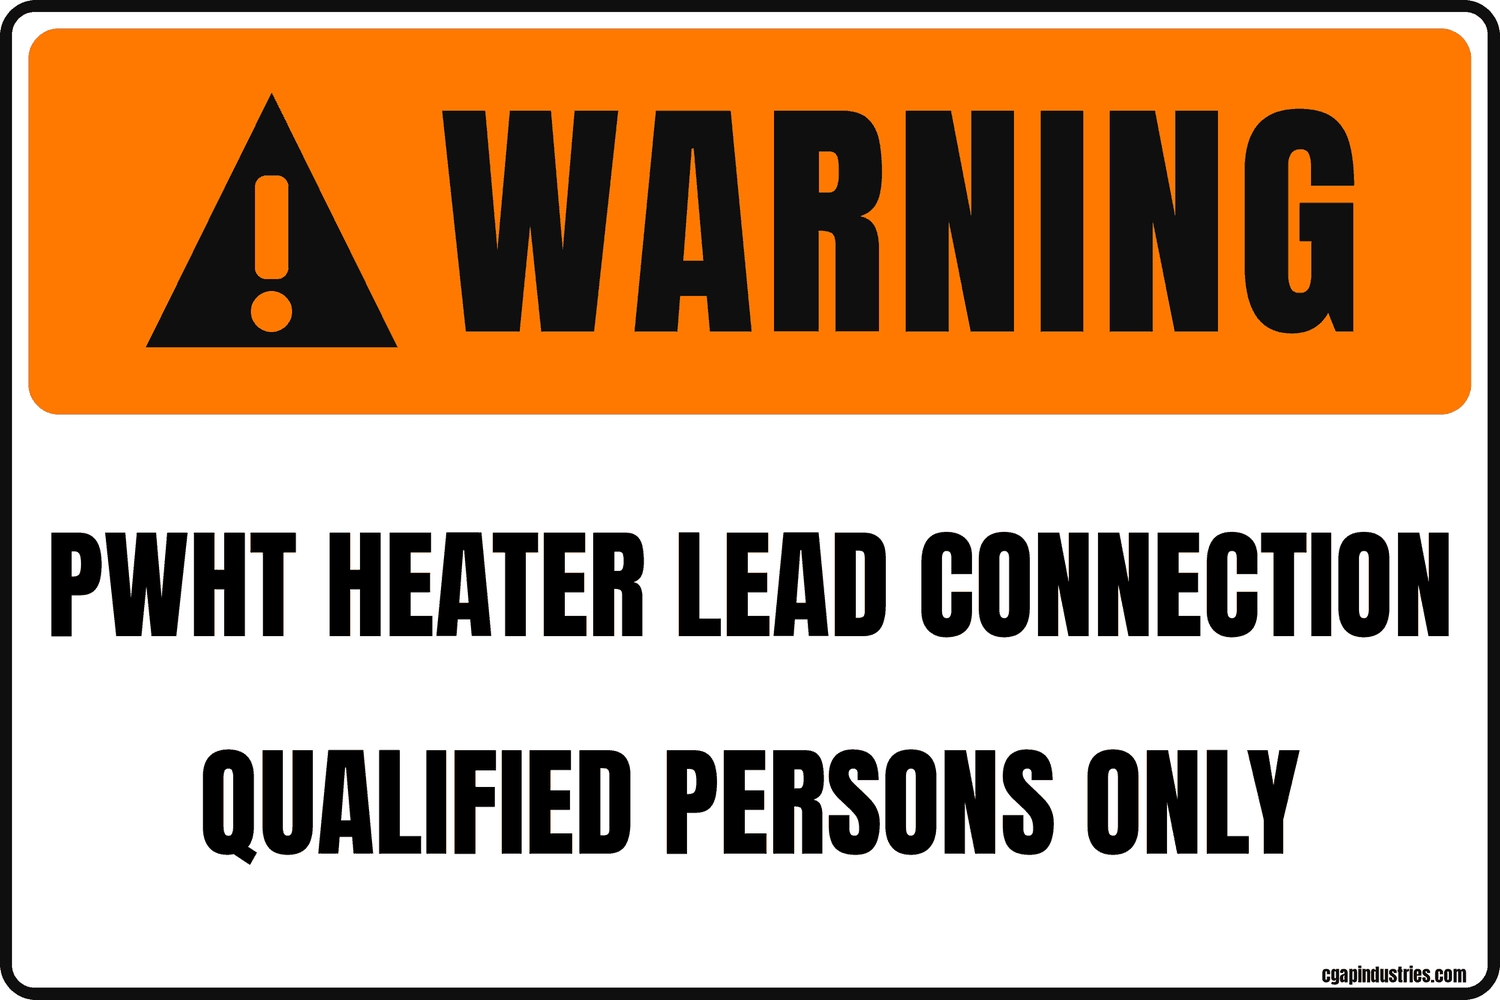 WARNING
PWHT HEATER LEAD CONNECTION
QUALIFIED PERSONS ONLY
cgapindustries.com